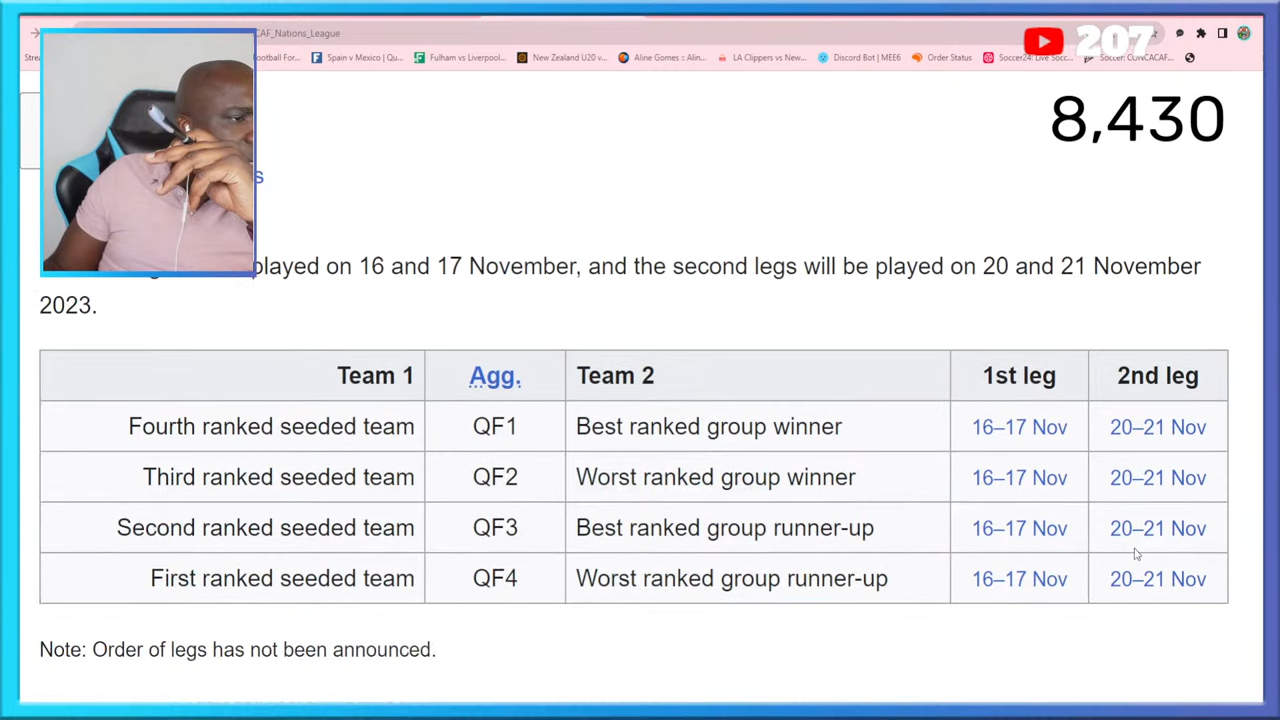 CAF_Nations_League
207
Strea
ootball For...
Spain v Mexico | Qu...
Fulham vs Liverpool...
New Zealand U20 v...
Aline Games :: Alin...
LA Clippers vs New...
Discord Bot | MEE6
Order Status
Soccer24: Live Socc...
Soccer: CONCACAF...
8,430
s
played on 16 and 17 November, and the second legs will be played on 20 and 21 November
2023.
Team 1 Agg. Team 2 1st leg 2nd leg
Fourth ranked seeded team QF1 Best ranked group winner 16–17 Nov 20–21 Nov
Third ranked seeded team QF2 Worst ranked group winner 16–17 Nov 20–21 Nov
Second ranked seeded team QF3 Best ranked group runner-up 16–17 Nov 20–21 Nov
First ranked seeded team QF4 Worst ranked group runner-up 16–17 Nov 20–21 Nov
Note: Order of legs has not been announced.